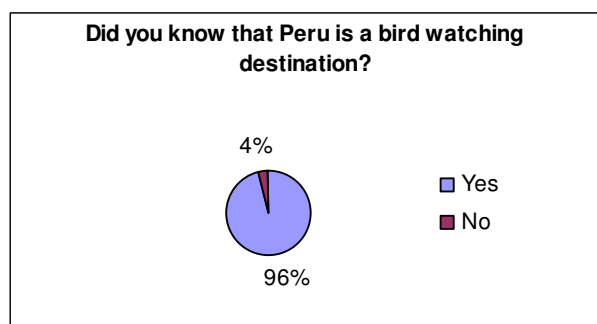 Did you know that Peru is a bird watching
destination?
4%
Yes
No
96%